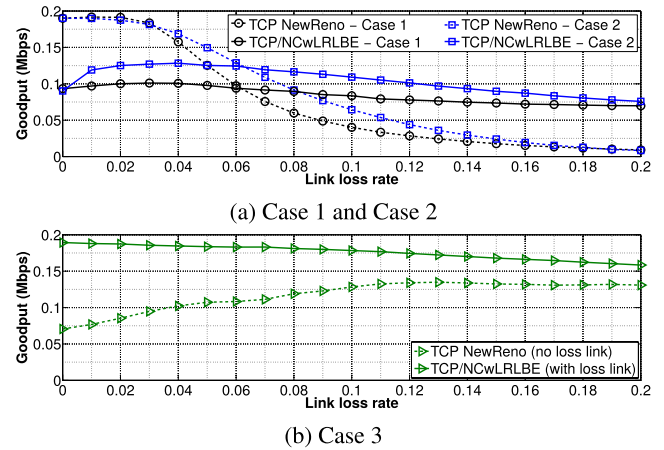 0.2
0.15
0.1
0.05
0
Goodput (Mbps)
TCP NewReno – Case 1
TCP NewReno – Case 2
TCP/NCwLRLBE – Case 1
TCP/NCwLRLBE – Case 2
0 0.02 0.04 0.06 0.08 0.1 0.12 0.14 0.16 0.18 0.2
Link loss rate
(a) Case 1 and Case 2
0.2
0.15
0.1
0.05
0
Goodput (Mbps)
TCP NewReno (no loss link)
TCP/NCwLRLBE (with loss link)
0 0.02 0.04 0.06 0.08 0.1 0.12 0.14 0.16 0.18 0.2
Link loss rate
(b) Case 3